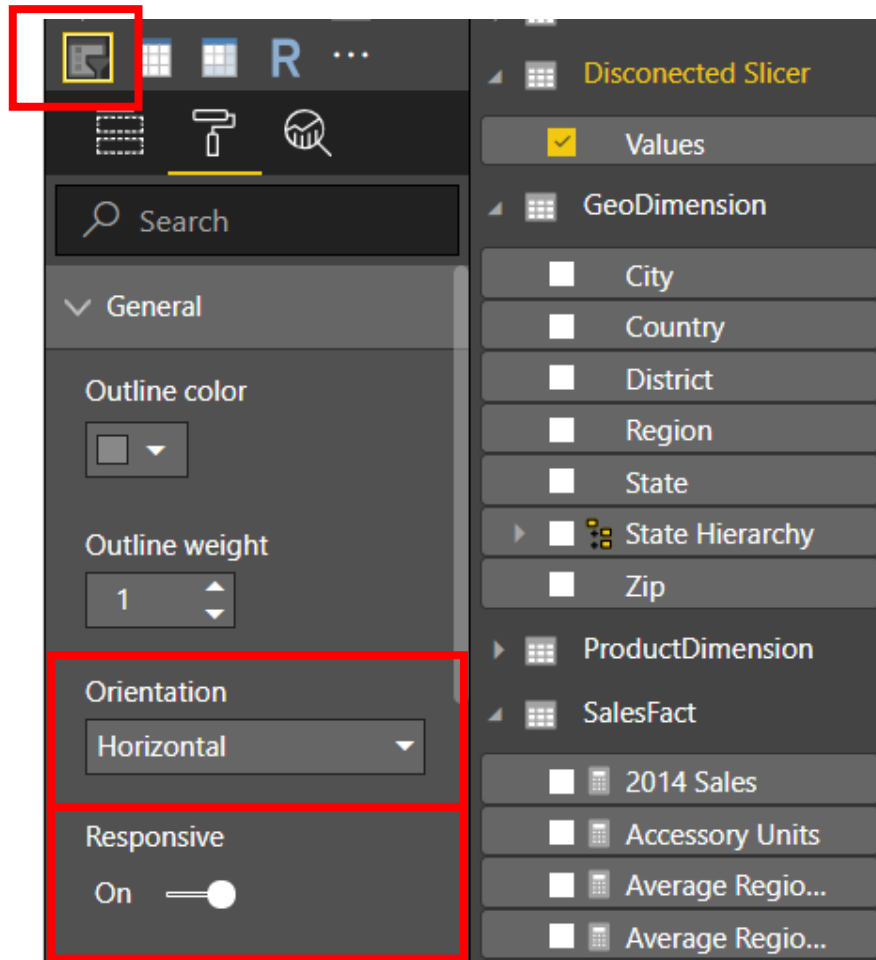 R ...
Search
General
Outline color
Outline weight
1
Orientation
Horizontal
Responsive
On
Disconected Slicer
Values
GeoDimension
City
Country
District
Region
State
State Hierarchy
Zip
ProductDimension
SalesFact
2014 Sales
Accessory Units
Average Regio...
Average Regio...